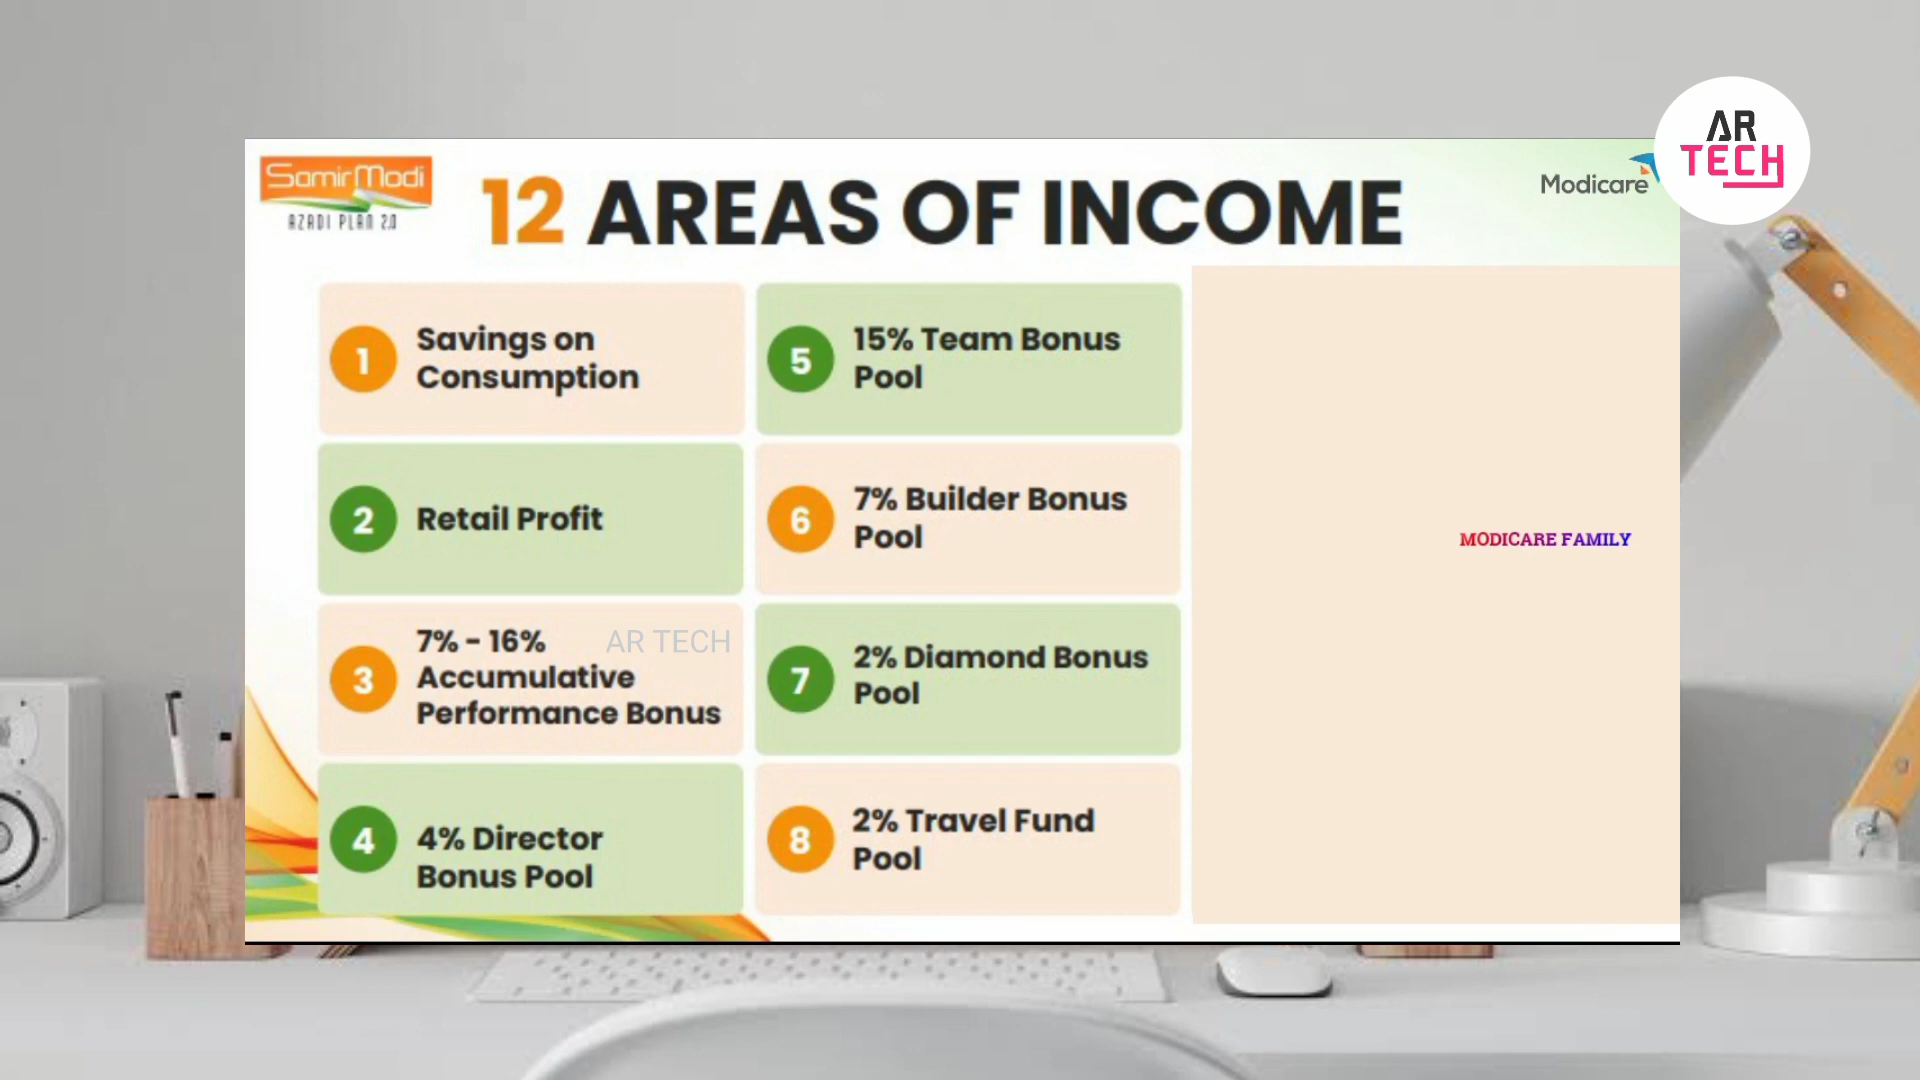 SamirModi
AZADI PLAN 2.0
12 AREAS OF INCOME
Modicare
AR
TECH
1
Savings on
Consumption
2
Retail Profit
3
7% - 16%
Accumulative
Performance Bonus
AR TECH
4
4% Director
Bonus Pool
5
15% Team Bonus
Pool
6
7% Builder Bonus
Pool
7
2% Diamond Bonus
Pool
8
2% Travel Fund
Pool
MODICARE FAMILY